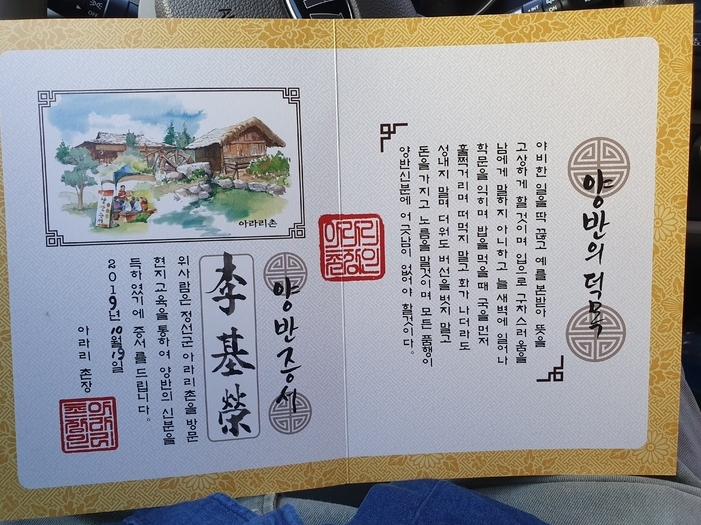 양반의 덕목
야비한 일을 딱 끊고 예를 본받아 뜻을
고상하게 할것이며 입으로 구차스러움을
남에게 말하지 아니하고 늘 새벽에 일어나
학문을 익히며 밥을 먹을때 국을 먼저
훌쩍거리며 떠먹지 말고 화가 나더라도
성내지 말며 더워도 버선을 벗지 말고
돈을 가지고 노름을 말것이며 모든 품행이
양반신분에 어긋남이 없어야 할것이다.
아라리
촌장인
아라리촌
양반증서
李基榮
위사람은 정선군 아라리촌을 방문
현지교육을 통하여 양반의 신분을
득하였기에 증서를 드립니다.
2019년 10월 19일
아라리 촌장
아라리
촌장인